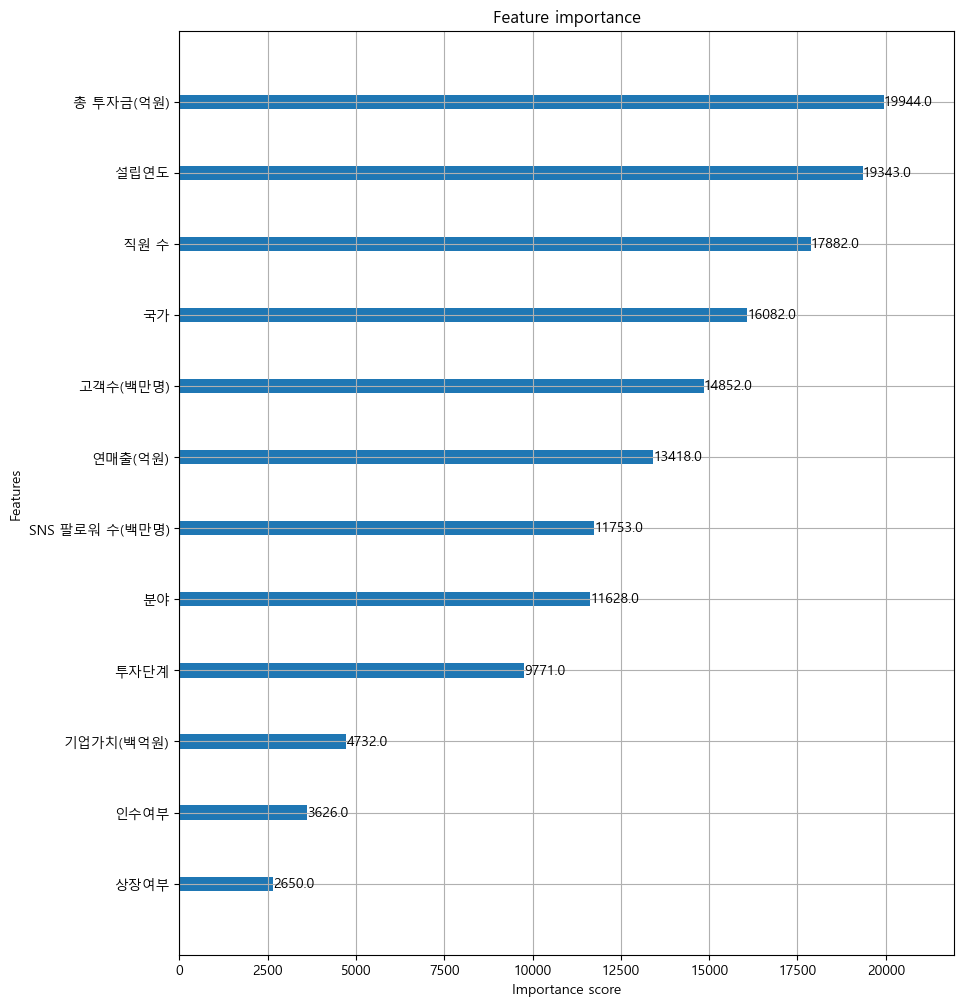 Feature importance
총 투자금(억원)
19944.0
설립연도
19343.0
직원 수
17882.0
국가
16082.0
고객수(백만명)
14852.0
연매출(억원)
13418.0
Features
SNS 팔로워 수(백만명)
11753.0
분야
11628.0
투자단계
9771.0
기업가치(백억원)
4732.0
인수여부
3626.0
상장여부
2650.0
0 2500 5000 7500 10000 12500 15000 17500 20000
Importance score